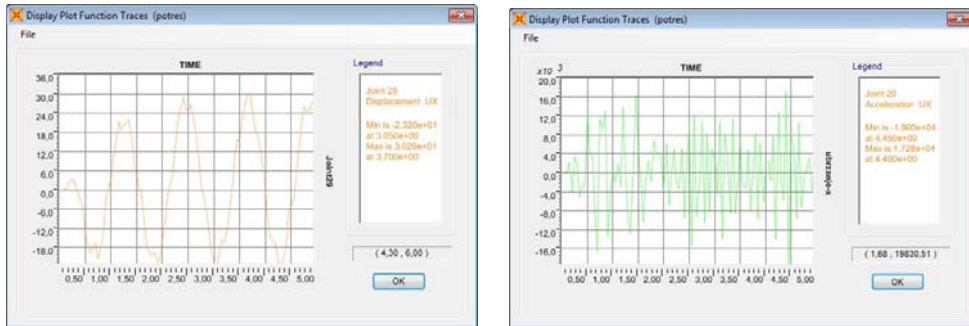 Display Plot Function Traces (potres)
File
TIME
36,0
30,0
24,0
18,0
12,0
6,0
0,0
-6,0
-12,0
-18,0
0,50 1,00 1,50 2,00 2,50 3,00 3,50 4,00 4,50 5,00
Joint29
Legend
Joint 29
Displacement UX
Min is -2,320e+01
at 3,050e+00
Max is 3,020e+01
at 3,700e+00
( 4,30 , 6,00 )
OK
Display Plot Function Traces (potres)
File
x10 3
TIME
20,0
16,0
12,0
8,0
4,0
0,0
-4,0
-8,0
-12,0
-16,0
0,50 1,00 1,50 2,00 2,50 3,00 3,50 4,00 4,50 5,00
ubrzanje-x
Legend
Joint 29
Acceleration UX
Min is -1,900e+04
at 4,450e+00
Max is 1,728e+04
at 4,400e+00
( 1,68 , 19830,51 )
OK